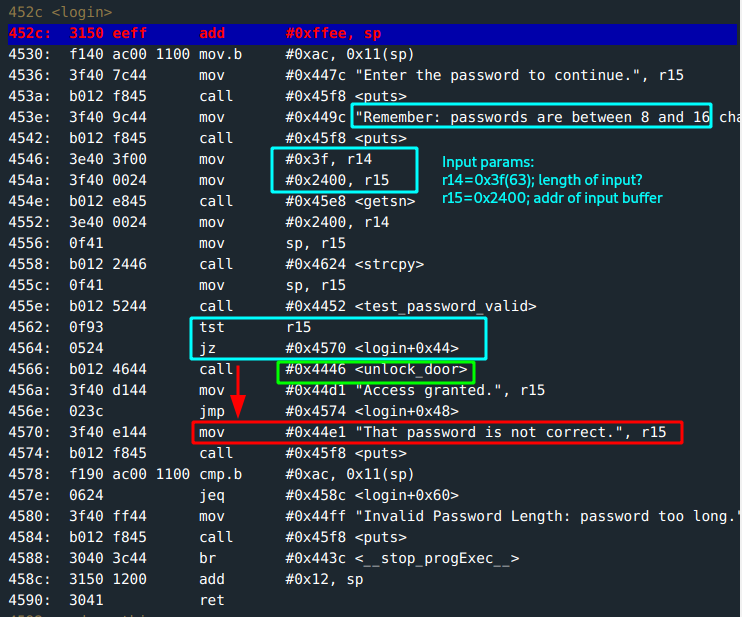 452c <login>
452c: 3150 eeff add #0xffee, sp
4530: f140 ac00 1100 mov.b #0xac, 0x11(sp)
4536: 3f40 7c44 mov #0x447c "Enter the password to continue.", r15
453a: b012 f845 call #0x45f8 <puts>
453e: 3f40 9c44 mov #0x449c "Remember: passwords are between 8 and 16 cha
4542: b012 f845 call #0x45f8 <puts>
4546: 3e40 3f00 mov #0x3f, r14
454a: 3f40 0024 mov #0x2400, r15
Input params:
r14=0x3f(63); length of input?
r15=0x2400; addr of input buffer
454e: b012 e845 call #0x45e8 <getsn>
4552: 3e40 0024 mov #0x2400, r14
4556: 0f41 mov sp, r15
4558: b012 2446 call #0x4624 <strcpy>
455c: 0f41 mov sp, r15
455e: b012 5244 call #0x4452 <test_password_valid>
4562: 0f93 tst r15
4564: 0524 jz #0x4570 <login+0x44>
4566: b012 4644 call #0x4446 <unlock_door>
456a: 3f40 d144 mov #0x44d1 "Access granted.", r15
456e: 023c jmp #0x4574 <login+0x48>
4570: 3f40 e144 mov #0x44e1 "That password is not correct.", r15
4574: b012 f845 call #0x45f8 <puts>
4578: f190 ac00 1100 cmp.b #0xac, 0x11(sp)
457e: 0624 jeq #0x458c <login+0x60>
4580: 3f40 ff44 mov #0x44ff "Invalid Password Length: password too long."
4584: b012 f845 call #0x45f8 <puts>
4588: 3040 3c44 br #0x443c <__stop_progExec__>
458c: 3150 1200 add #0x12, sp
4590: 3041 ret